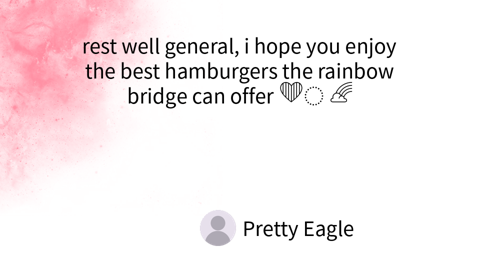 rest well general, i hope you enjoy
the best hamburgers the rainbow
bridge can offer 🤎◌🌈
Pretty Eagle